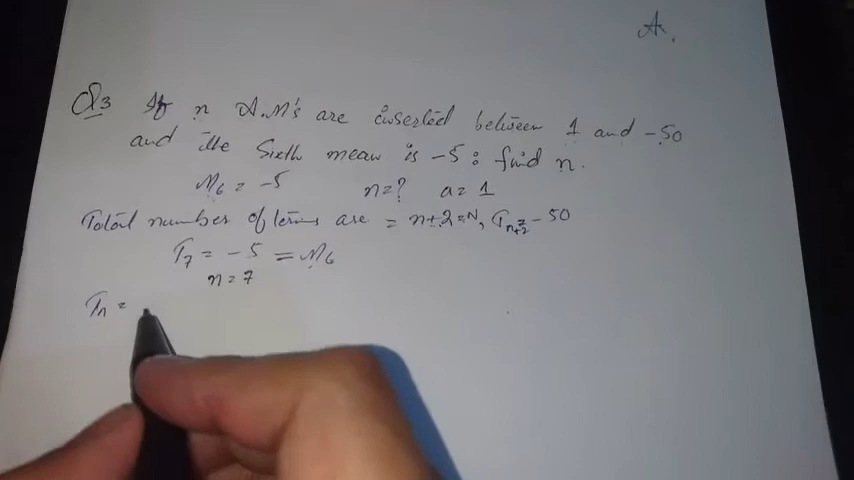 A.
Q3 If n A.M's are inserted between 1 and -50
and the Sixth mean is -5 : find n.
M6 = -5 n=? a = 1
Total number of terms are = n+2 = N, Tn+2 = -50
T7 = -5 = M6
n = 7
Tn =